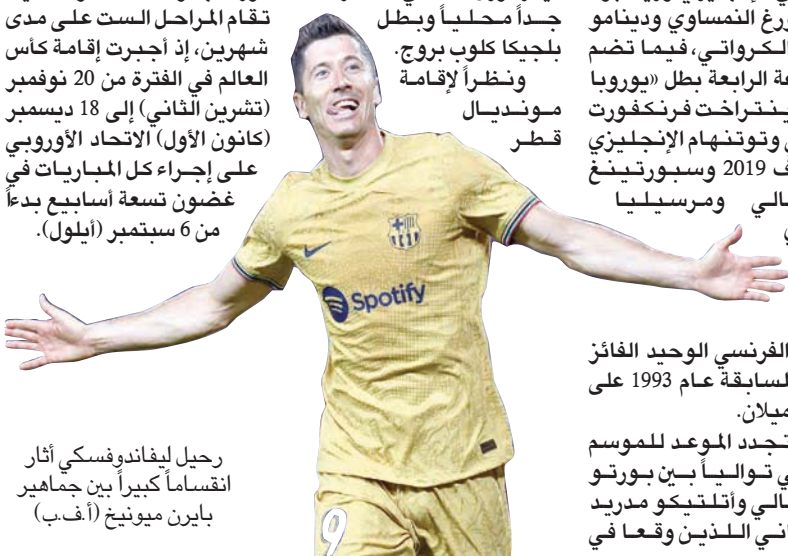 ورغ النمساوي ودينامو
الكرواتي، فيما تضم
عة الرابعة بطل «يوروبا
ينتراخت فرنكفورت
ي وتوتنهام الإنجليزي
ف 2019 وسبورتينغ
الي ومرسيليا
ي
الفرنسي الوحيد الفائز
لسابقة عام 1993 على
ميلان.
تجدد الموعد للموسم
ي توالياً بين بورتو
الي وأتلتيكو مدريد
اني اللذين وقعا في
جداً محلياً وبطل
بلجيكا كلوب بروج.
ونظراً لإقامة
مونديال
قطر
تقام المراحل الست على مدى
شهرين، إذ أجبرت إقامة كأس
العالم في الفترة من 20 نوفمبر
(تشرين الثاني) إلى 18 ديسمبر
(كانون الأول) الاتحاد الأوروبي
على إجراء كل المباريات في
غضون تسعة أسابيع بدءاً
من 6 سبتمبر (أيلول).
Spotify
9
رحيل ليفاندوفسكي أثار
انقساماً كبيراً بين جماهير
بايرن ميونيخ (أ.ف.ب)